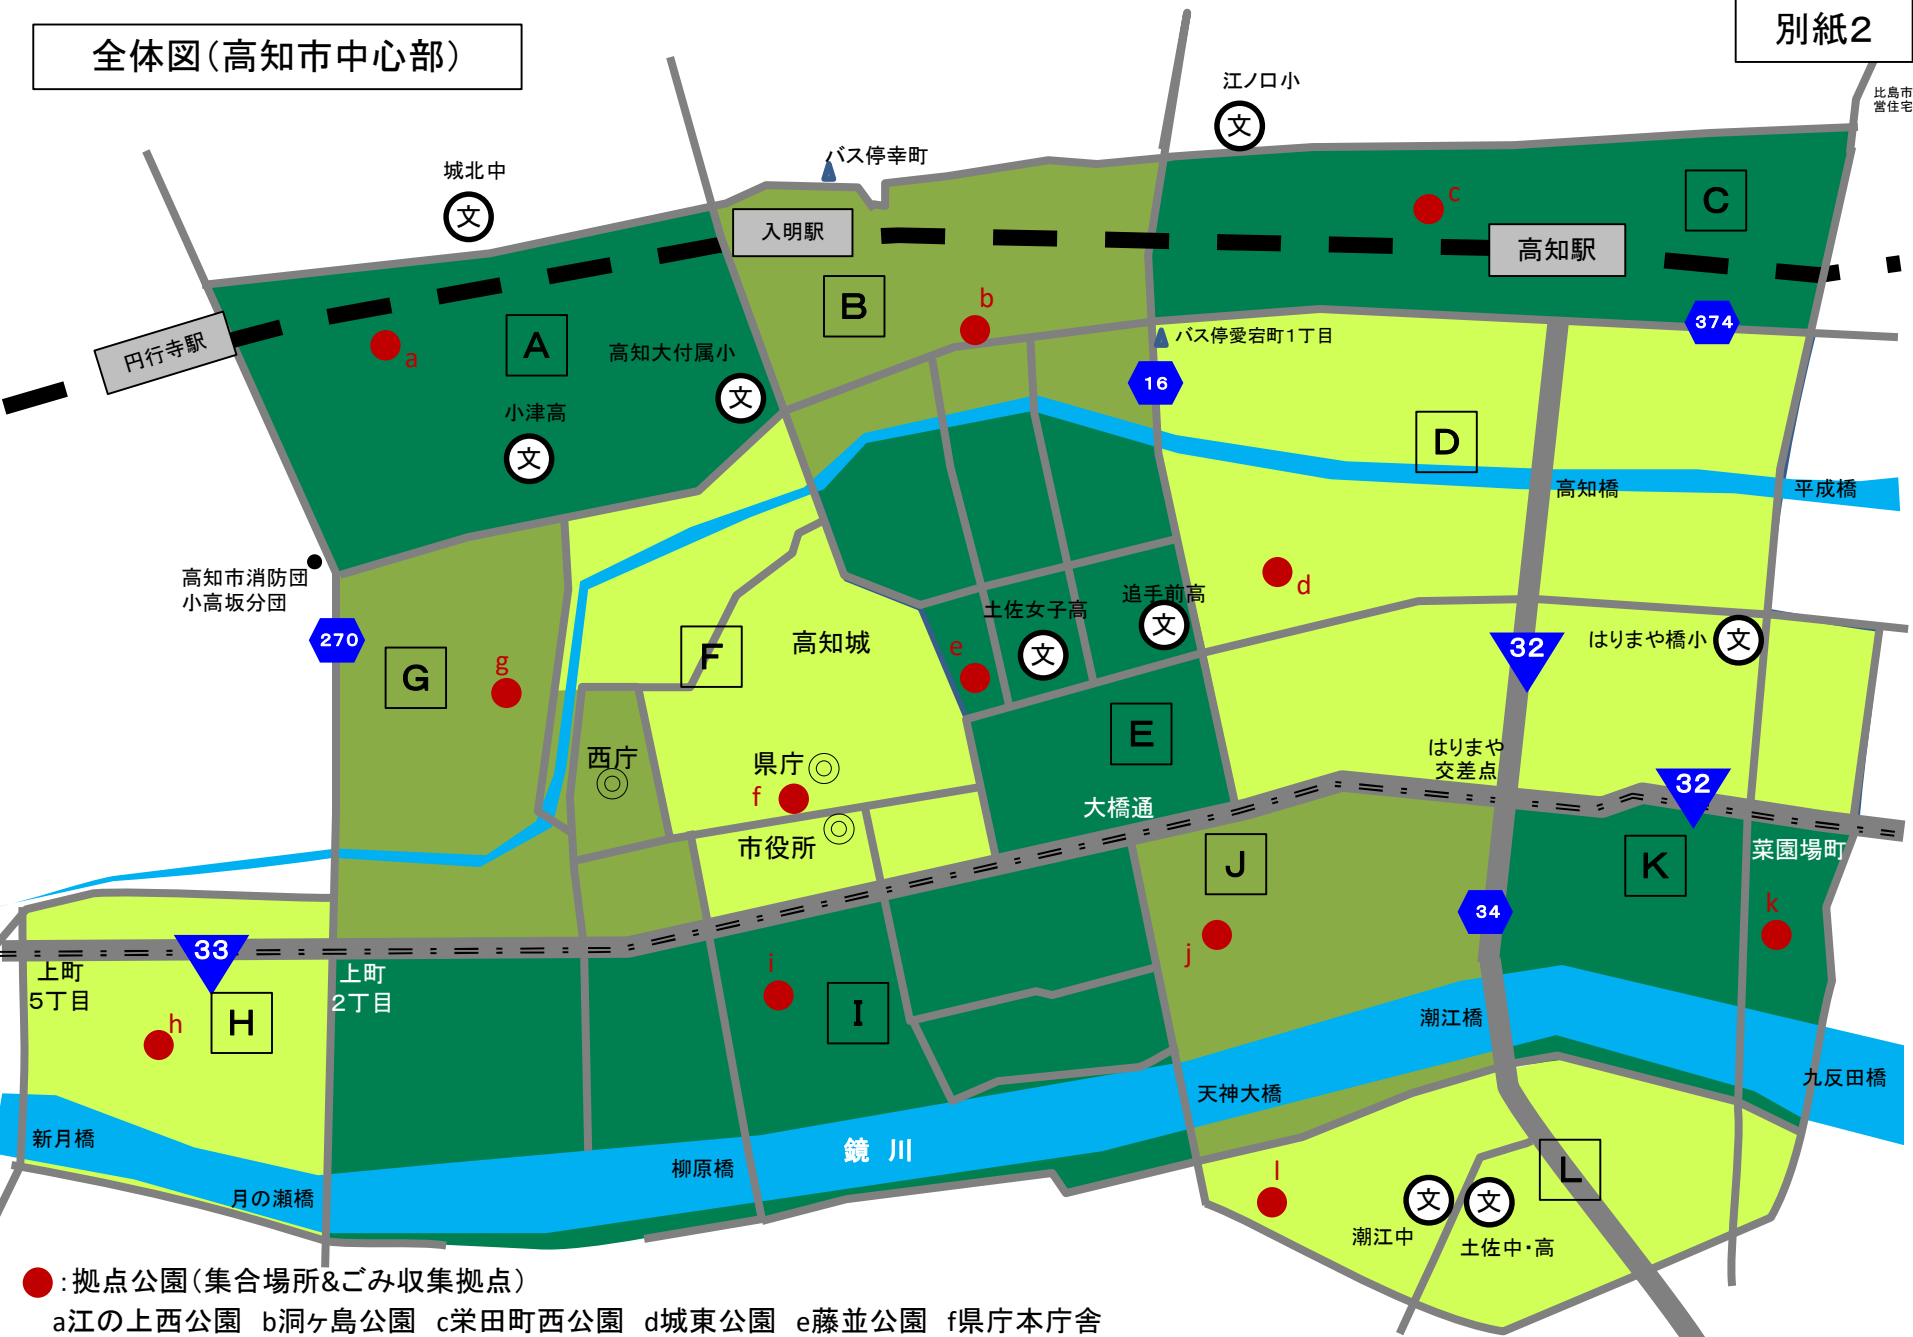 全体図（高知市中心部）
別紙２
江ノ口小
文
比島市
営住宅
バス停幸町
城北中
文
c
C
入明駅
高知駅
B
b
374
円行寺駅
a
A
高知大付属小
文
バス停愛宕町１丁目
16
小津高
文
D
高知橋
平成橋
高知市消防団
小高坂分団
d
土佐女子高
文
追手前高
文
270
G
g
F
高知城
e
32
はりまや橋小
文
E
西庁
県庁
f
はりまや
交差点
32
大橋通
市役所
J
K
菜園場町
34
j
k
33
上町
5丁目
上町
2丁目
i
I
H
h
潮江橋
天神大橋
九反田橋
新月橋
鏡 川
柳原橋
月の瀬橋
l
L
文
文
潮江中
土佐中・高
：拠点公園（集合場所&ごみ収集拠点）
a江の上西公園 b洞ヶ島公園 c栄田町西公園 d城東公園 e藤並公園 f県庁本庁舎